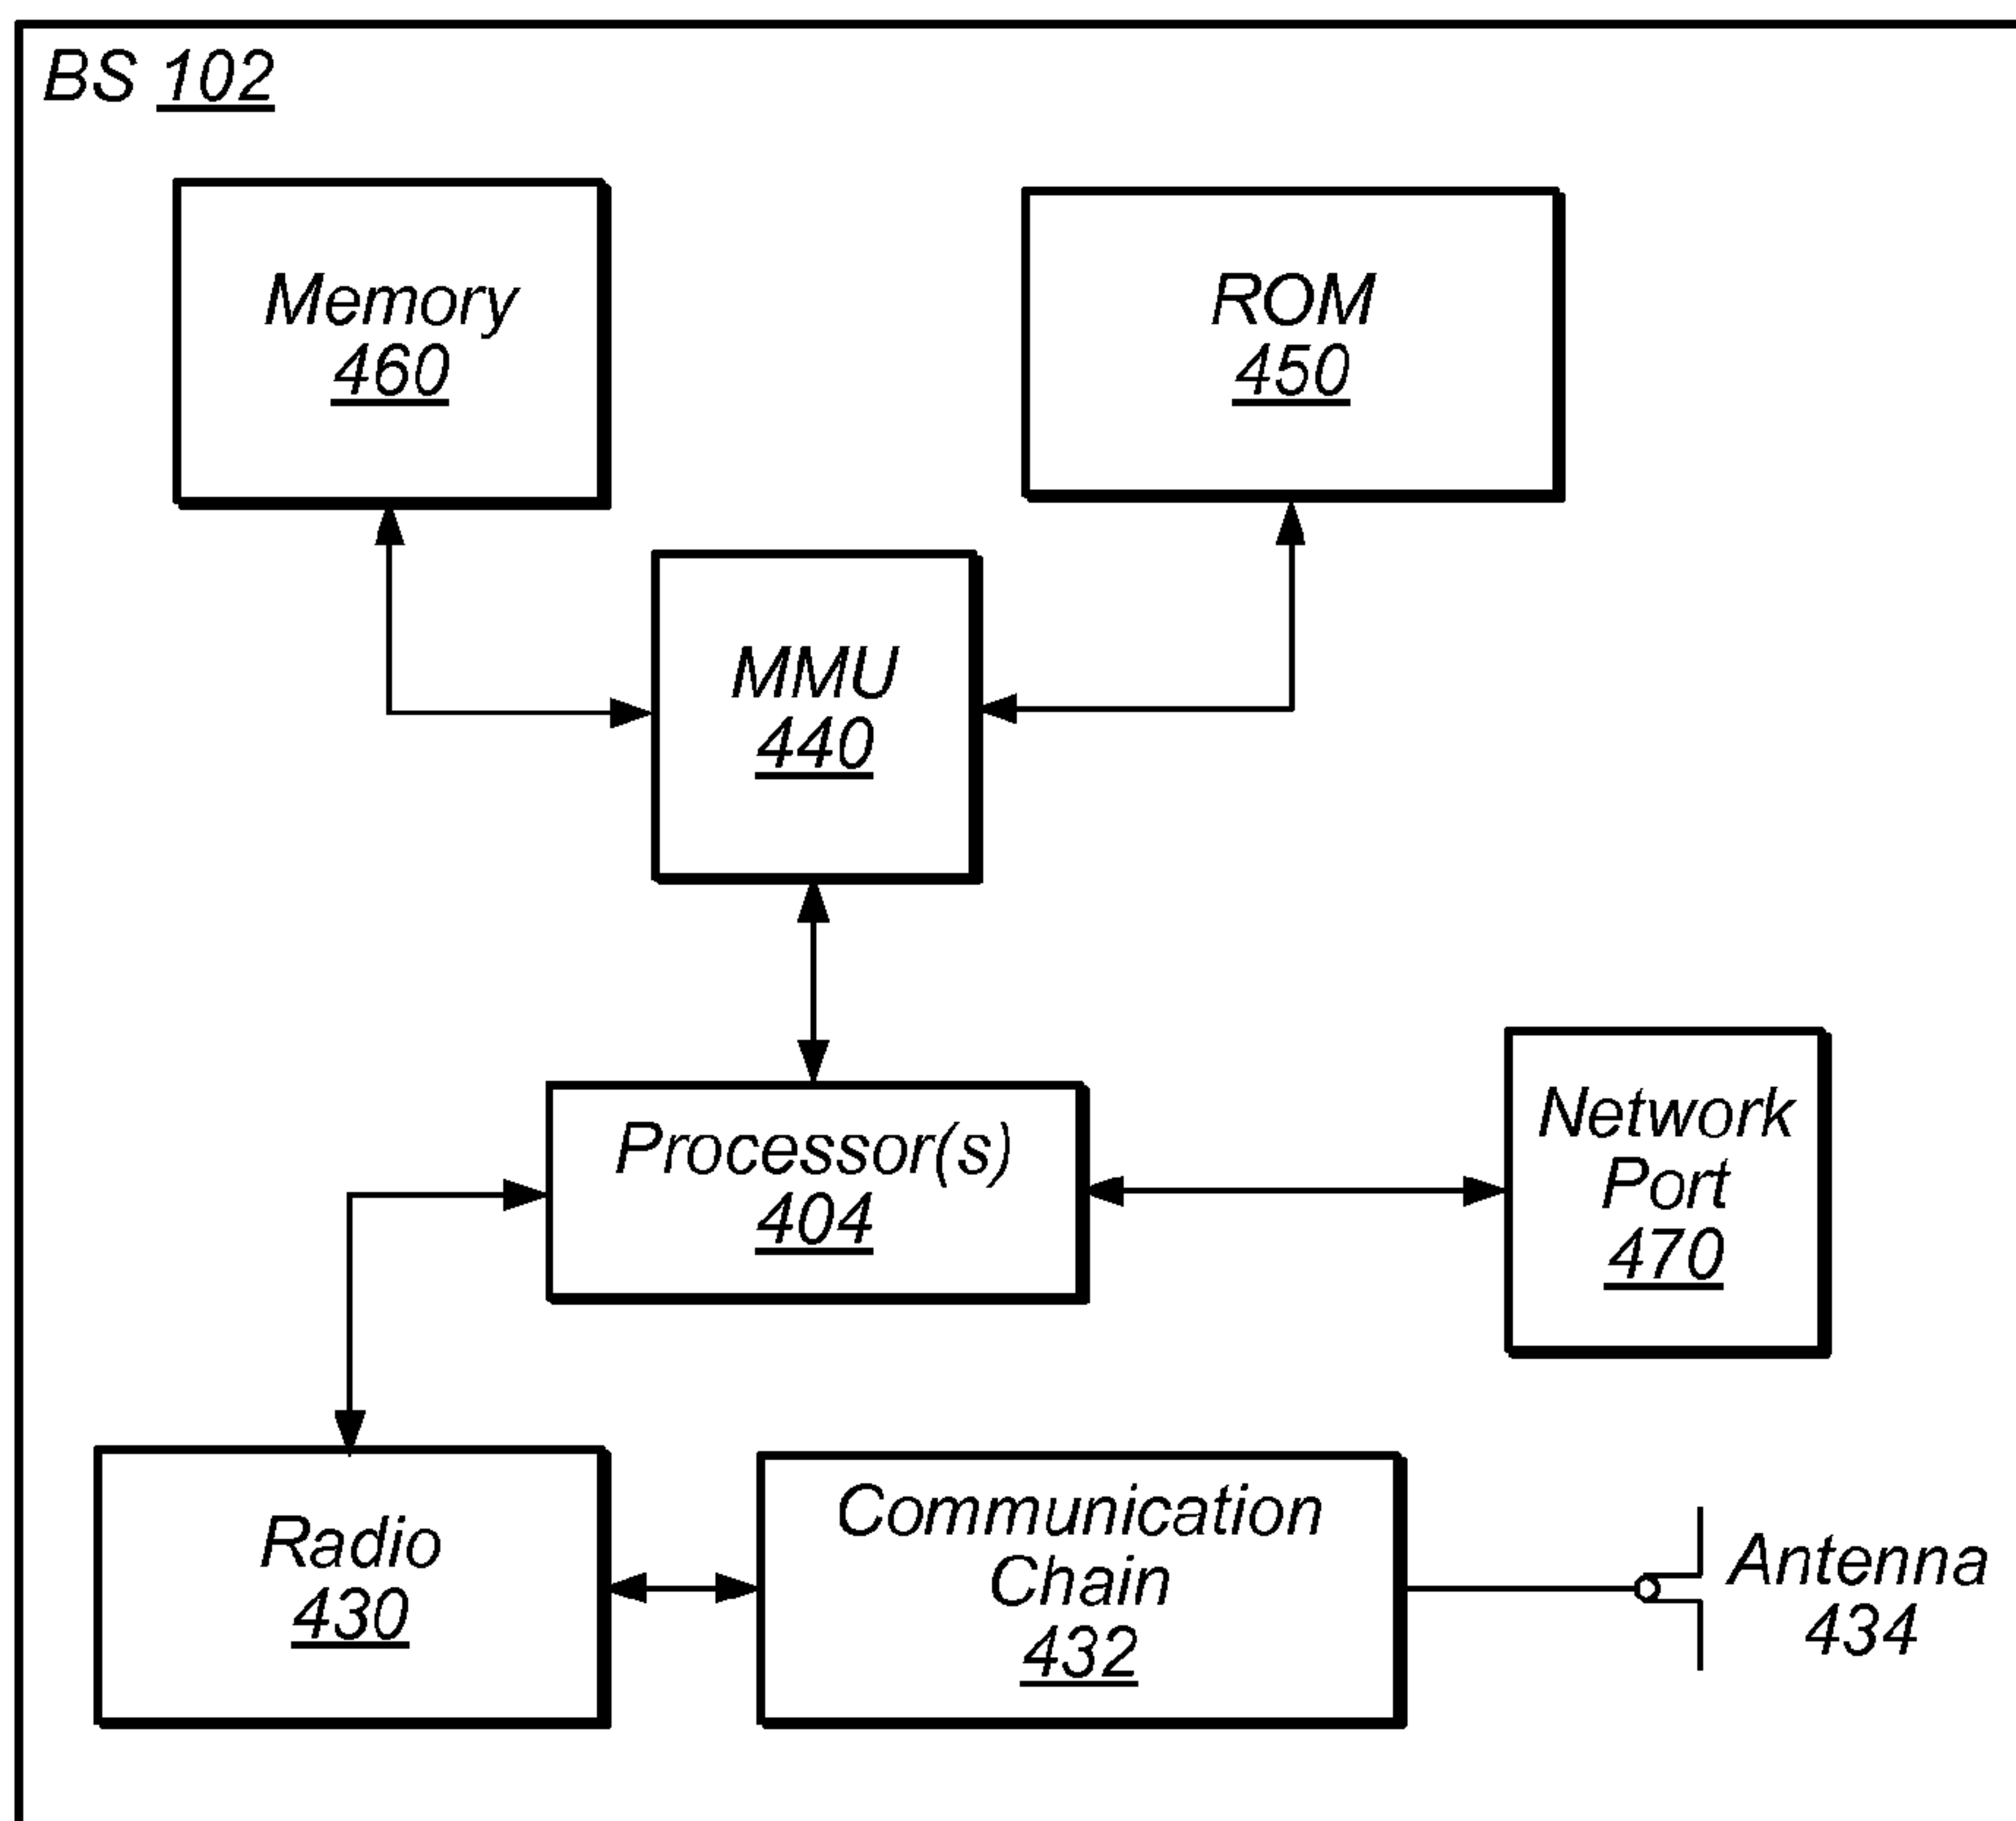 BS 102
Memory
460
ROM
450
MMU
440
Processor(s)
404
Network
Port
470
Radio
430
Communication
Chain
432
Antenna
434